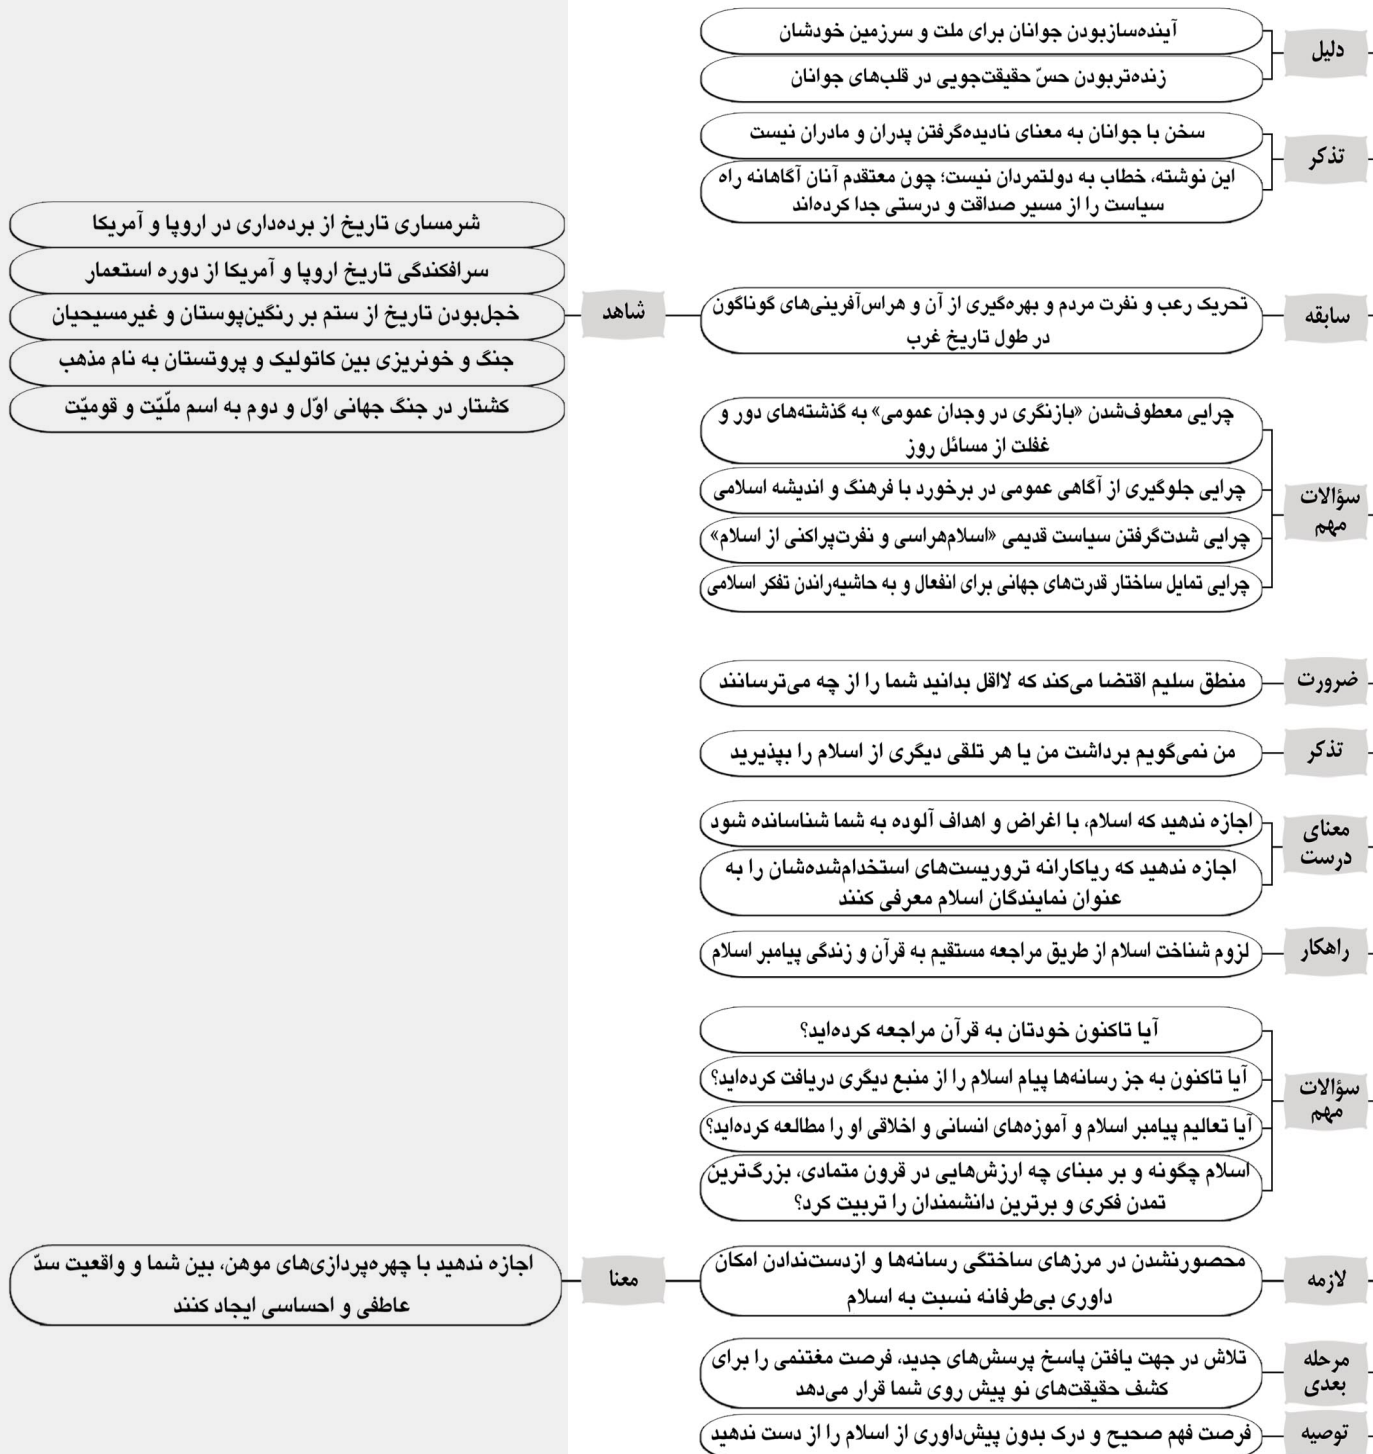 دلیل
آینده‌سازبودن جوانان برای ملت و سرزمین خودشان
زنده‌تربودن حسّ حقیقت‌جویی در قلب‌های جوانان
تذکر
سخن با جوانان به معنای نادیده‌گرفتن پدران و مادران نیست
این نوشته، خطاب به دولتمردان نیست؛ چون معتقدم آنان آگاهانه راه
سیاست را از مسیر صداقت و درستی جدا کرده‌اند
سابقه
تحریک رعب و نفرت مردم و بهره‌گیری از آن و هراس‌آفرینی‌های گوناگون
در طول تاریخ غرب
شاهد
شرمساری تاریخ از برده‌داری در اروپا و آمریکا
سرافکندگی تاریخ اروپا و آمریکا از دوره استعمار
خجل‌بودن تاریخ از ستم بر رنگین‌پوستان و غیرمسیحیان
جنگ و خونریزی بین کاتولیک و پروتستان به نام مذهب
کشتار در جنگ جهانی اوّل و دوم به اسم ملّیّت و قومیّت
سؤالات
مهم
چرایی معطوف‌شدن «بازنگری در وجدان عمومی» به گذشته‌های دور و
غفلت از مسائل روز
چرایی جلوگیری از آگاهی عمومی در برخورد با فرهنگ و اندیشه اسلامی
چرایی شدت‌گرفتن سیاست قدیمی «اسلام‌هراسی و نفرت‌پراکنی از اسلام»
چرایی تمایل ساختار قدرت‌های جهانی برای انفعال و به حاشیه‌راندن تفکر اسلامی
ضرورت
منطق سلیم اقتضا می‌کند که لااقل بدانید شما را از چه می‌ترسانند
تذکر
من نمی‌گویم برداشت من یا هر تلقی دیگری از اسلام را بپذیرید
معنای
درست
اجازه ندهید که اسلام، با اغراض و اهداف آلوده به شما شناسانده شود
اجازه ندهید که ریاکارانه تروریست‌های استخدام‌شده‌شان را به
عنوان نمایندگان اسلام معرفی کنند
راهکار
لزوم شناخت اسلام از طریق مراجعه مستقیم به قرآن و زندگی پیامبر اسلام
سؤالات
مهم
آیا تاکنون خودتان به قرآن مراجعه کرده‌اید؟
آیا تاکنون به جز رسانه‌ها پیام اسلام را از منبع دیگری دریافت کرده‌اید؟
آیا تعالیم پیامبر اسلام و آموزه‌های انسانی و اخلاقی او را مطالعه کرده‌اید؟
اسلام چگونه و بر مبنای چه ارزش‌هایی در قرون متمادی، بزرگ‌ترین
تمدن فکری و برترین دانشمندان را تربیت کرد؟
لازمه
محصورنشدن در مرزهای ساختگی رسانه‌ها و ازدست‌ندادن امکان
داوری بی‌طرفانه نسبت به اسلام
معنا
اجازه ندهید با چهره‌پردازی‌های موهن، بین شما و واقعیت سدّ
عاطفی و احساسی ایجاد کنند
مرحله
بعدی
تلاش در جهت یافتن پاسخ پرسش‌های جدید، فرصت مغتنمی را برای
کشف حقیقت‌های نو پیش روی شما قرار می‌دهد
توصیه
فرصت فهم صحیح و درک بدون پیش‌داوری از اسلام را از دست ندهید